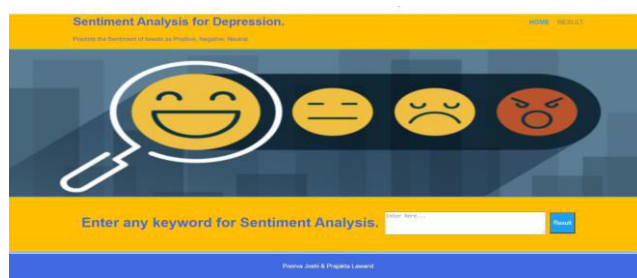 Sentiment Analysis for Depression.
HOME RESULT
Predicts the Sentiment of tweets as Positive, Negative, Neutral.
Enter any keyword for Sentiment Analysis.
Enter Here...
Result
Poorva Joshi & Prajakta Lawand